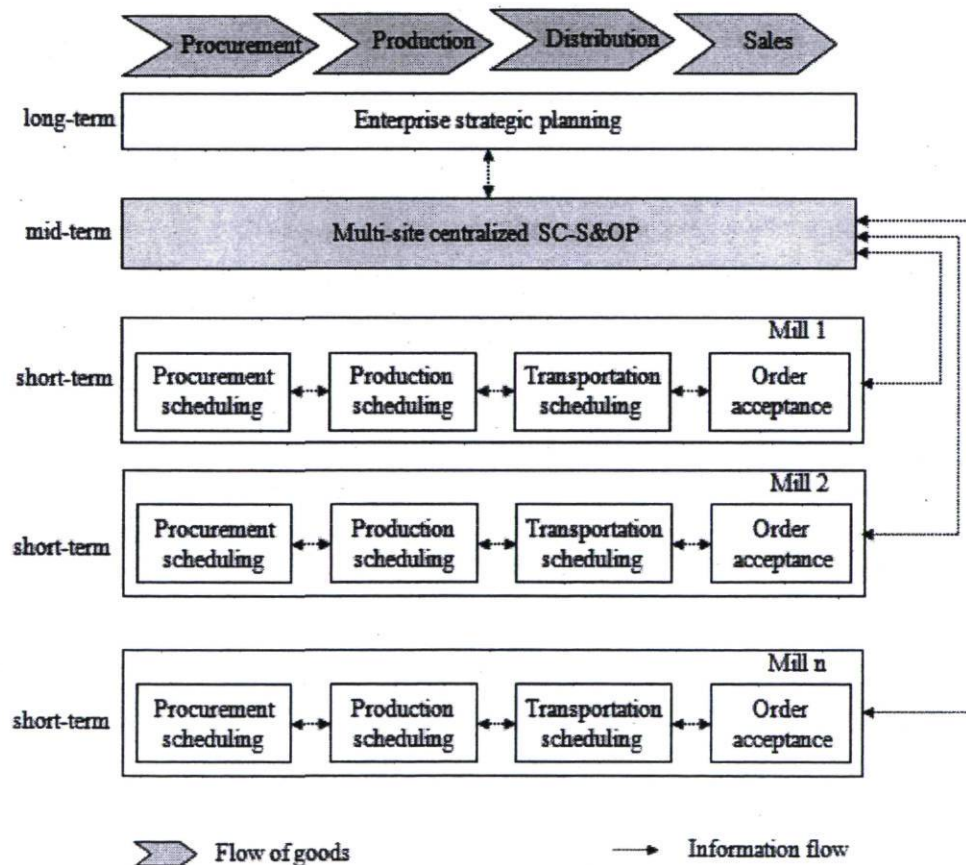 Procurement
Production
Distribution
Sales
long-term
Enterprise strategic planning
mid-term
Multi-site centralized SC-S&OP
Mill 1
short-term
Procurement
scheduling
Production
scheduling
Transportation
scheduling
Order
acceptance
Mill 2
short-term
Procurement
scheduling
Production
scheduling
Transportation
scheduling
Order
acceptance
Mill n
short-term
Procurement
scheduling
Production
scheduling
Transportation
scheduling
Order
acceptance
Flow of goods
Information flow